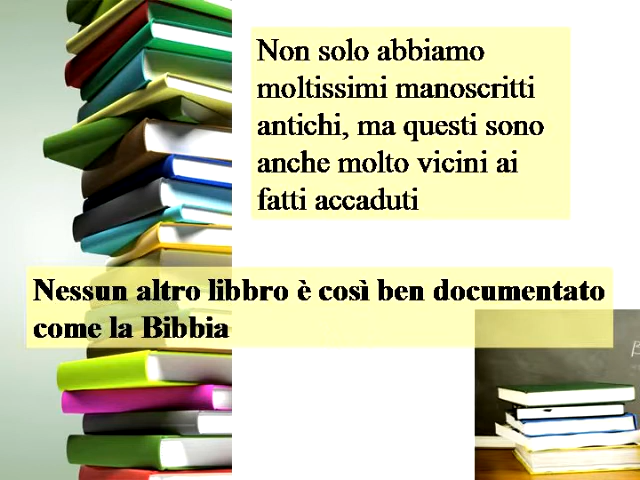 Non solo abbiamo
moltissimi manoscritti
antichi, ma questi sono
anche molto vicini ai
fatti accaduti
Nessun altro libbro è così ben documentato
come la Bibbia